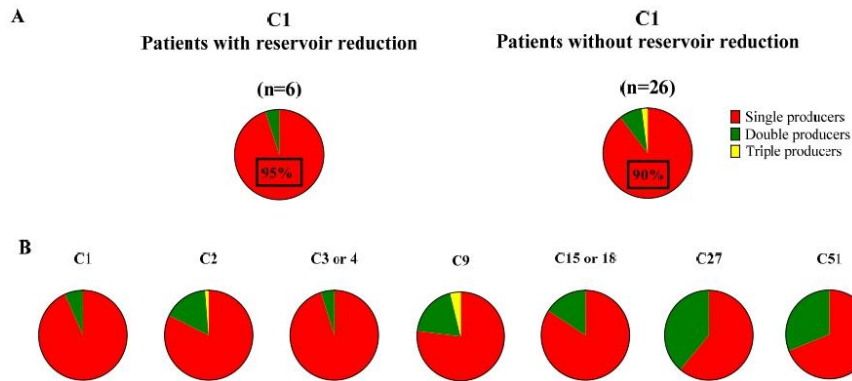 A
C1
Patients with reservoir reduction
(n=6)
95%
C1
Patients without reservoir reduction
(n=26)
90%
Single producers
Double producers
Triple producers
B
C1
C2
C3 or 4
C9
C15 or 18
C27
C51